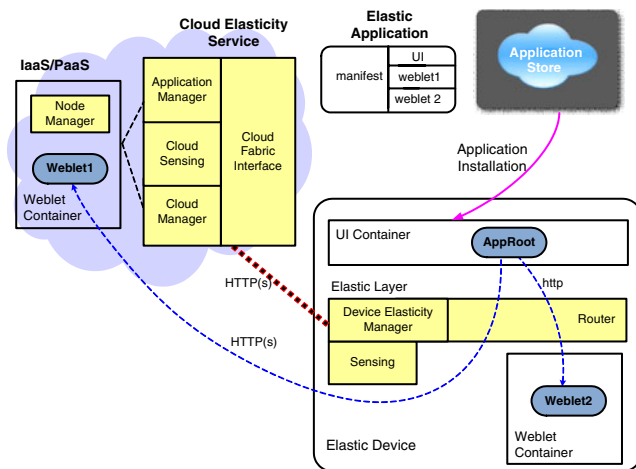 Cloud Elasticity
Service
Elastic
Application
IaaS/PaaS
Node
Manager
Weblet1
Weblet
Container
Application
Manager
Cloud
Sensing
Cloud
Manager
Cloud
Fabric
Interface
manifest
UI
weblet1
weblet 2
Application
Store
Application
Installation
HTTP(s)
HTTP(s)
UI Container
AppRoot
http
Elastic Layer
Device Elasticity
Manager
Router
Sensing
Weblet2
Weblet
Container
Elastic Device